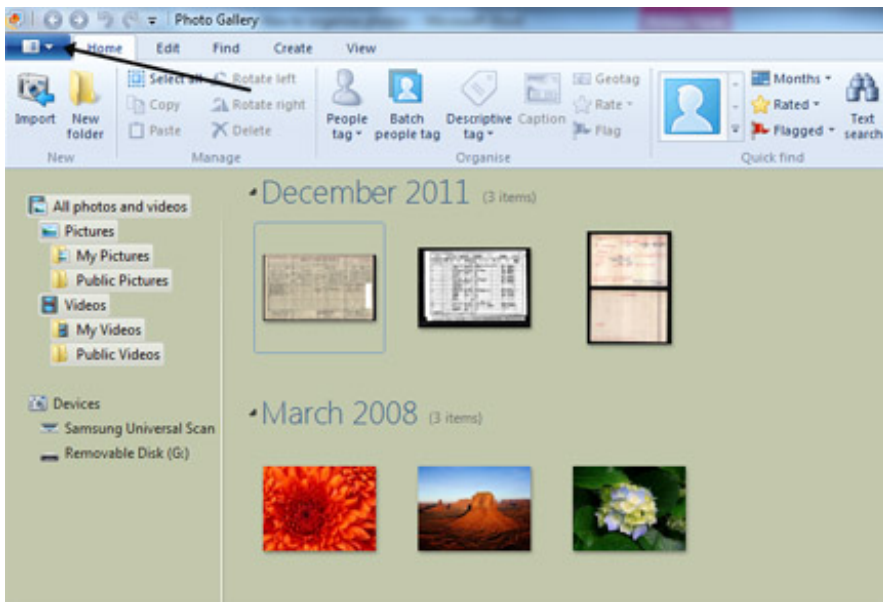 Photo Gallery
Home Edit Find Create View
Select all Rotate left Geotag Months
Copy Rotate right Rate Rated
Import New folder Paste Delete People tag Batch people tag Descriptive tag Caption Flag Flagged Text search
New Manage Organise Quick find
All photos and videos
Pictures
My Pictures
Public Pictures
Videos
My Videos
Public Videos
Devices
Samsung Universal Scan
Removable Disk (G:)
December 2011 (3 items)
March 2008 (3 items)